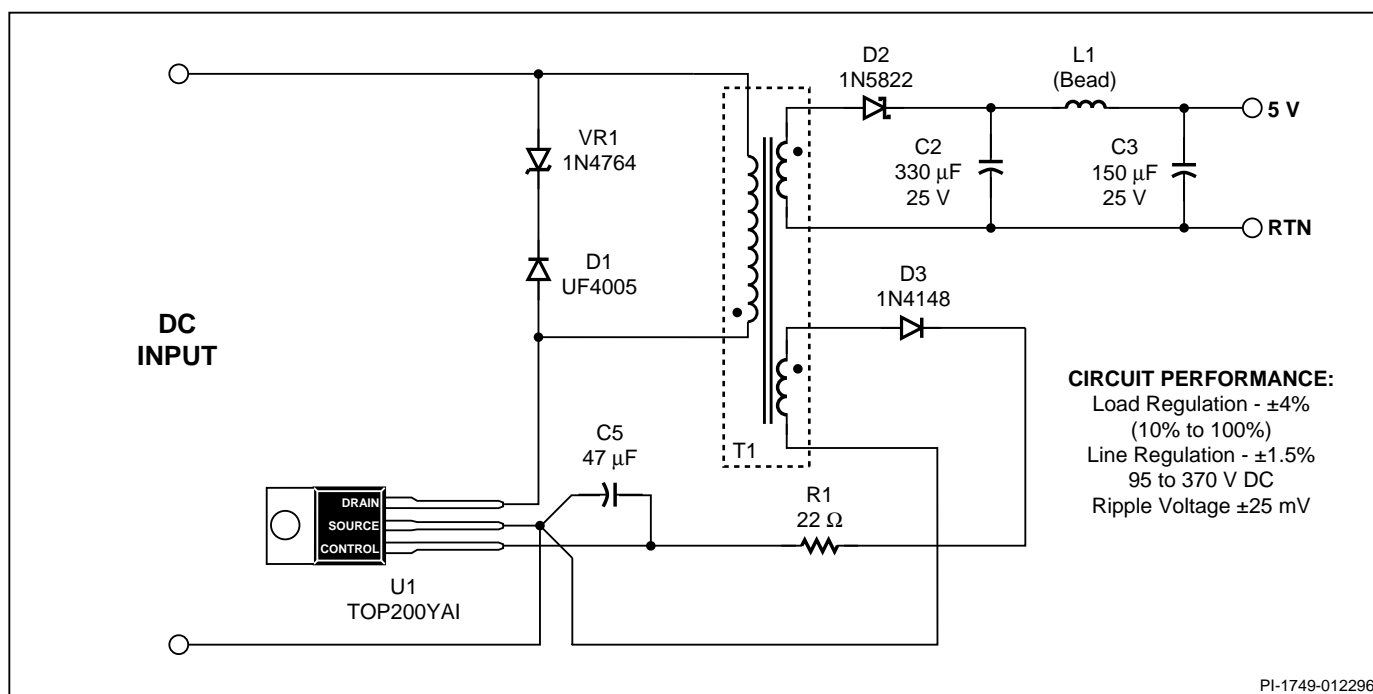 D2
1N5822
L1
(Bead)
5 V
VR1
1N4764
C2
330 µF
25 V
C3
150 µF
25 V
RTN
D1
UF4005
D3
1N4148
DC
INPUT
CIRCUIT PERFORMANCE:
Load Regulation - ±4%
(10% to 100%)
Line Regulation - ±1.5%
95 to 370 V DC
Ripple Voltage ±25 mV
T1
C5
47 µF
R1
22 Ω
DRAIN
SOURCE
CONTROL
U1
TOP200YAI
PI-1749-012296